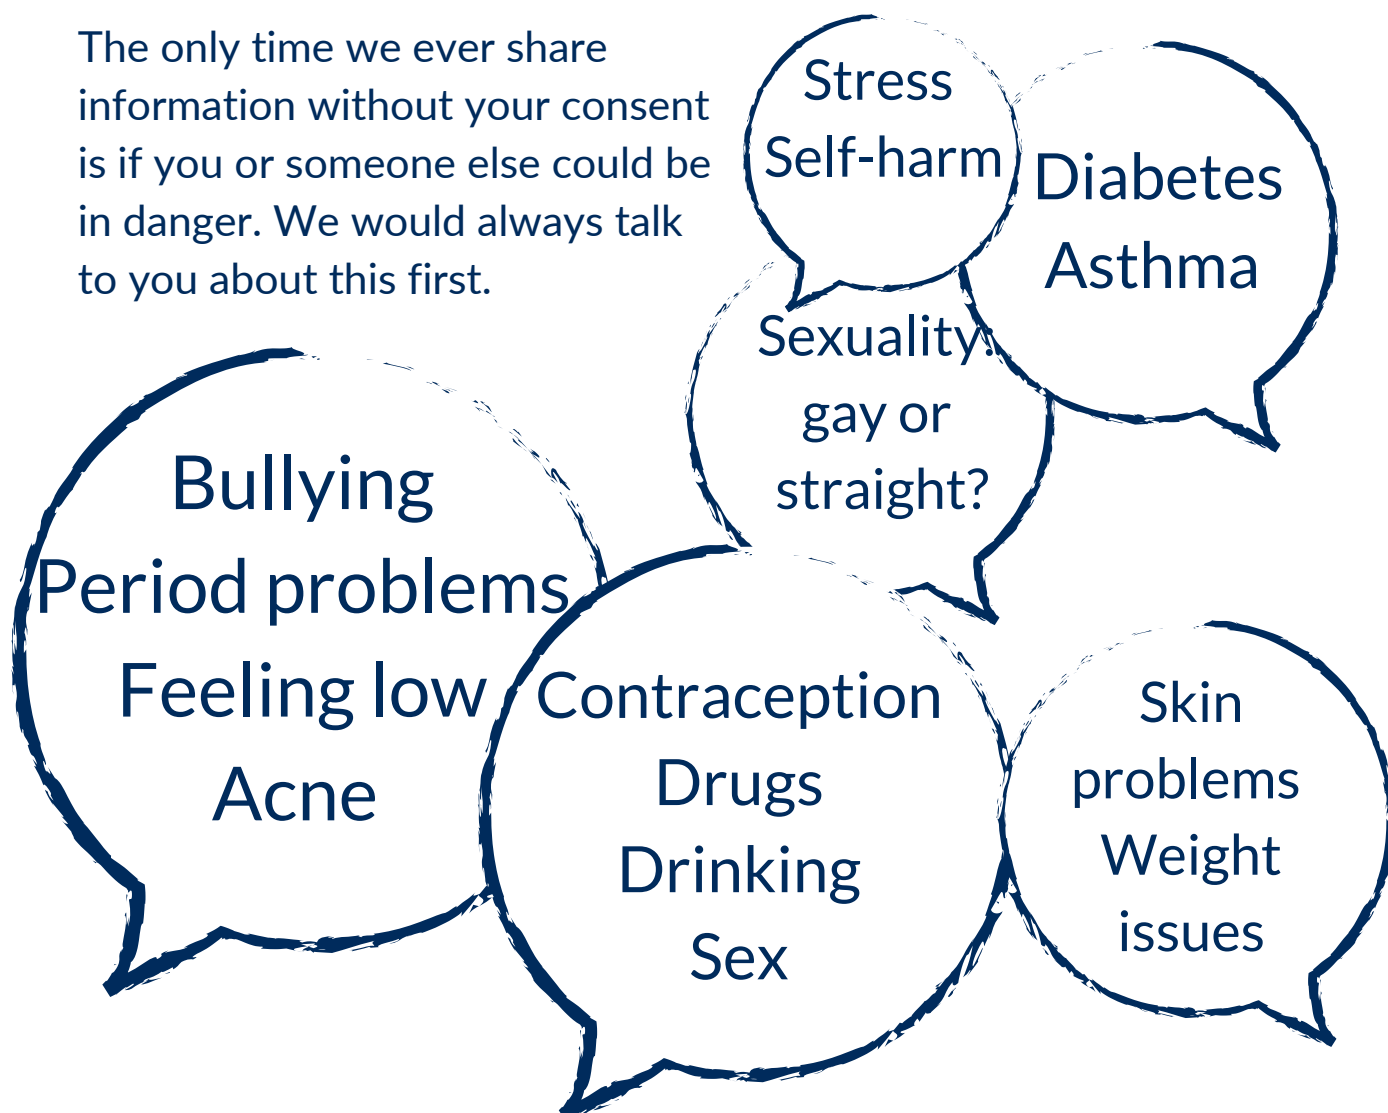 The only time we ever share
information without your consent
is if you or someone else could be
in danger. We would always talk
to you about this first.
Stress
Self-harm
Diabetes
Asthma
Sexuality:
gay or
straight?
Bullying
Period problems
Feeling low
Acne
Contraception
Drugs
Drinking
Sex
Skin
problems
Weight
issues